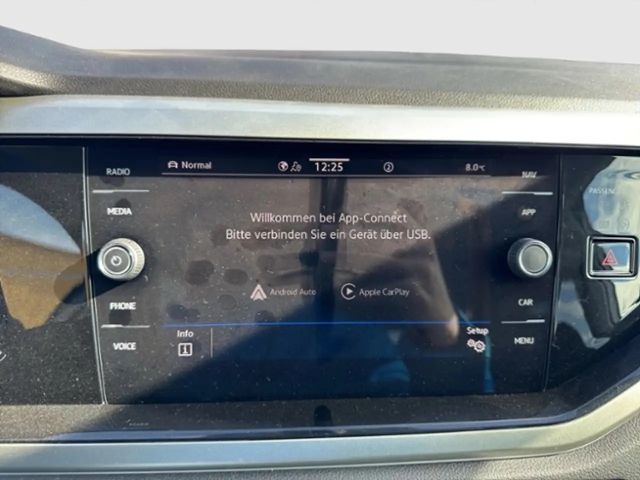 RADIO
Normal
12:25
2
8.0°C
NAV
MEDIA
APP
Willkommen bei App-Connect
Bitte verbinden Sie ein Gerät über USB.
Android Auto
Apple CarPlay
PHONE
CAR
VOICE
Info
Setup
MENU